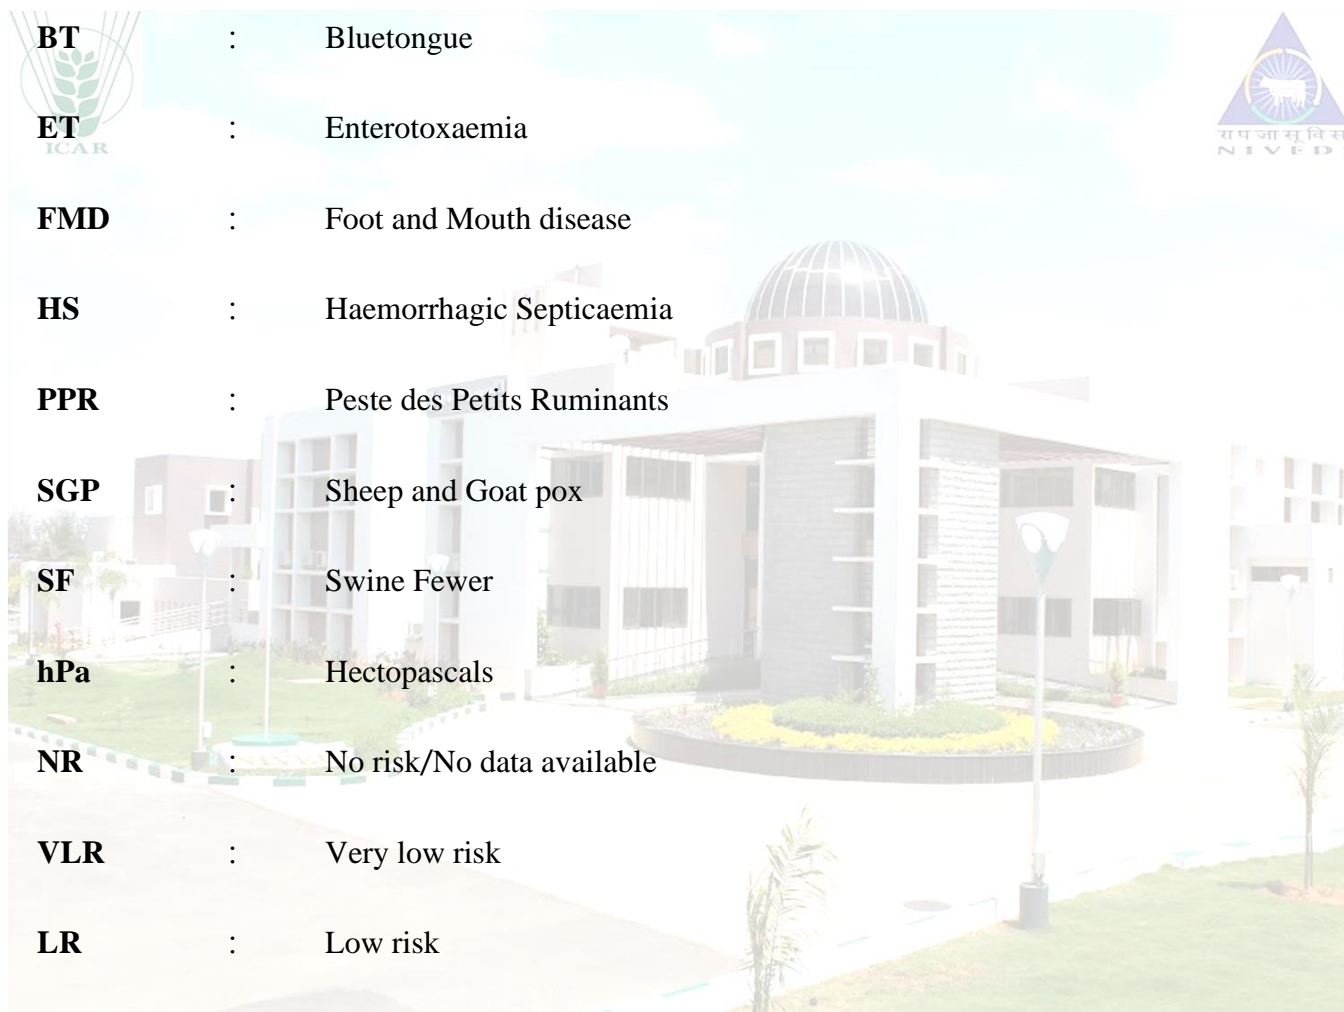 BT : Bluetongue
ICAR
ET : Enterotoxaemia
रा प जा सू वि स
NIVEDI
FMD : Foot and Mouth disease
HS : Haemorrhagic Septicaemia
PPR : Peste des Petits Ruminants
SGP : Sheep and Goat pox
SF : Swine Fewer
hPa : Hectopascals
NR : No risk/No data available
VLR : Very low risk
LR : Low risk